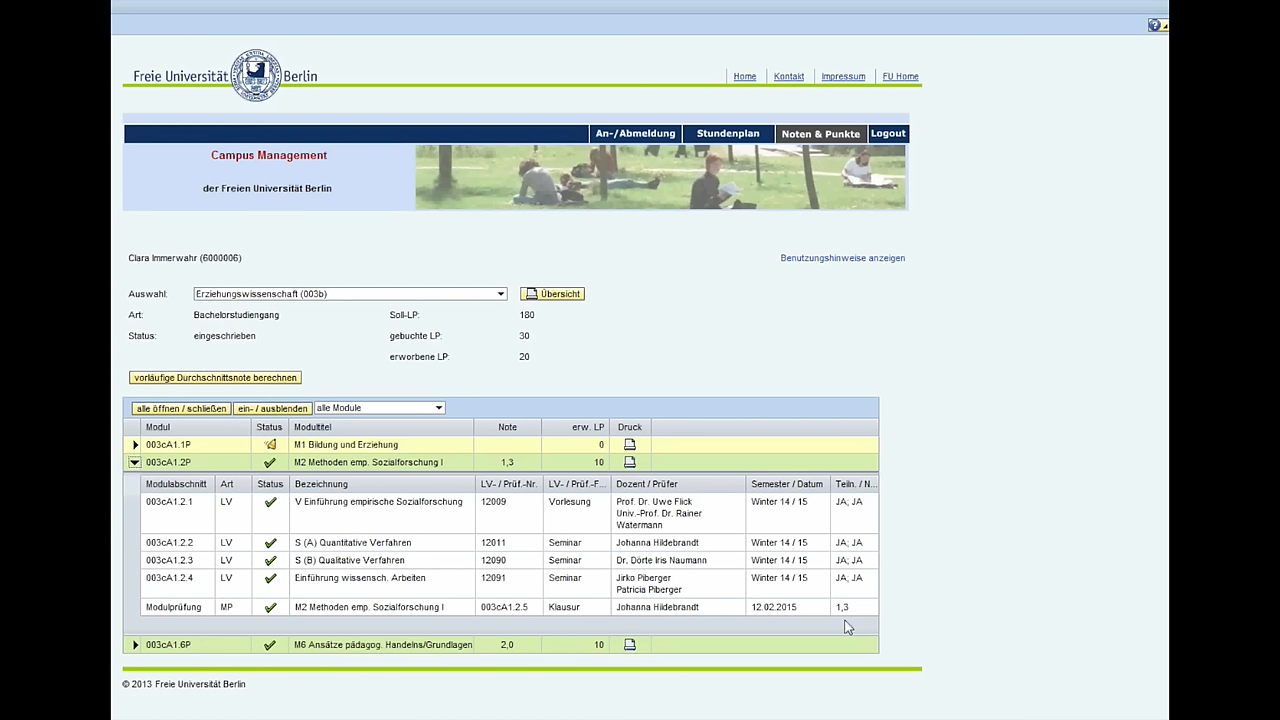 Freie Universität Berlin
Home Kontakt Impressum FU Home
An-/Abmeldung Stundenplan Noten & Punkte Logout
Campus Management
der Freien Universität Berlin
Clara Immerwahr (6000006) Benutzungshinweise anzeigen
Auswahl: Erziehungswissenschaft (003b) Übersicht
Art: Bachelorstudiengang Soll-LP: 180
Status: eingeschrieben gebuchte LP: 30
erworbene LP: 20
vorläufige Durchschnittsnote berechnen
alle öffnen / schließen ein- / ausblenden alle Module
Modul Status Modultitel Note erw. LP Druck
003cA1.1P M1 Bildung und Erziehung 0
003cA1.2P M2 Methoden emp. Sozialforschung I 1,3 10
Modulabschnitt Art Status Bezeichnung LV- / Prüf.-Nr. LV- / Prüf.-F... Dozent / Prüfer Semester / Datum Teiln. / N...
003cA1.2.1 LV V Einführung empirische Sozialforschung 12009 Vorlesung Prof. Dr. Uwe Flick Winter 14 / 15 JA; JA
Univ.-Prof. Dr. Rainer
Watermann
003cA1.2.2 LV S (A) Quantitative Verfahren 12011 Seminar Johanna Hildebrandt Winter 14 / 15 JA; JA
003cA1.2.3 LV S (B) Qualitative Verfahren 12090 Seminar Dr. Dörte Iris Naumann Winter 14 / 15 JA; JA
003cA1.2.4 LV Einführung wissensch. Arbeiten 12091 Seminar Jirko Piberger Winter 14 / 15 JA; JA
Patricia Piberger
Modulprüfung MP M2 Methoden emp. Sozialforschung I 003cA1.2.5 Klausur Johanna Hildebrandt 12.02.2015 1,3
003cA1.6P M6 Ansätze pädagog. Handelns/Grundlagen 2,0 10
© 2013 Freie Universität Berlin